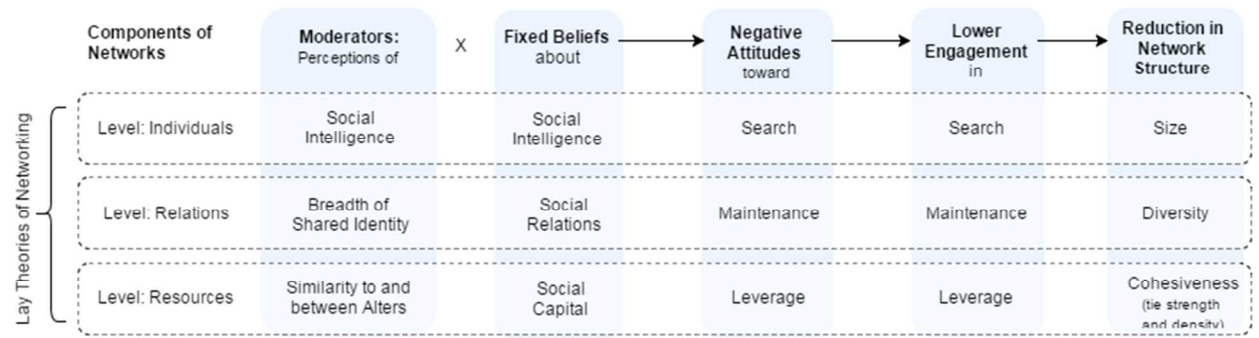 Components of
Networks
Moderators:
Perceptions of
X
Fixed Beliefs
about
Negative
Attitudes
toward
Lower
Engagement
in
Reduction in
Network
Structure
Lay Theories of Networking
Level: Individuals
Social
Intelligence
Social
Intelligence
Search
Search
Size
Level: Relations
Breadth of
Shared Identity
Social
Relations
Maintenance
Maintenance
Diversity
Level: Resources
Similarity to and
between Alters
Social
Capital
Leverage
Leverage
Cohesiveness
(tie strength
and density)